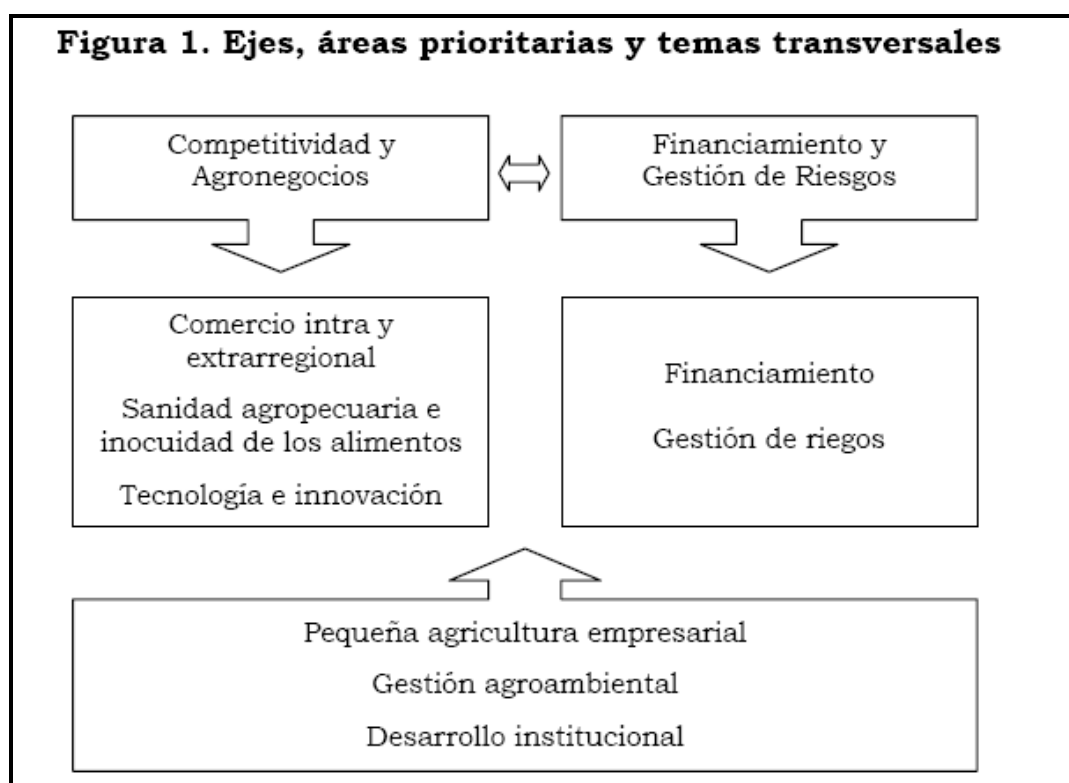 Figura 1. Ejes, áreas prioritarias y temas transversales
Competitividad y
Agronegocios
Financiamiento y
Gestión de Riesgos
Comercio intra y
extrarregional
Sanidad agropecuaria e
inocuidad de los alimentos
Tecnología e innovación
Financiamiento
Gestión de riegos
Pequeña agricultura empresarial
Gestión agroambiental
Desarrollo institucional